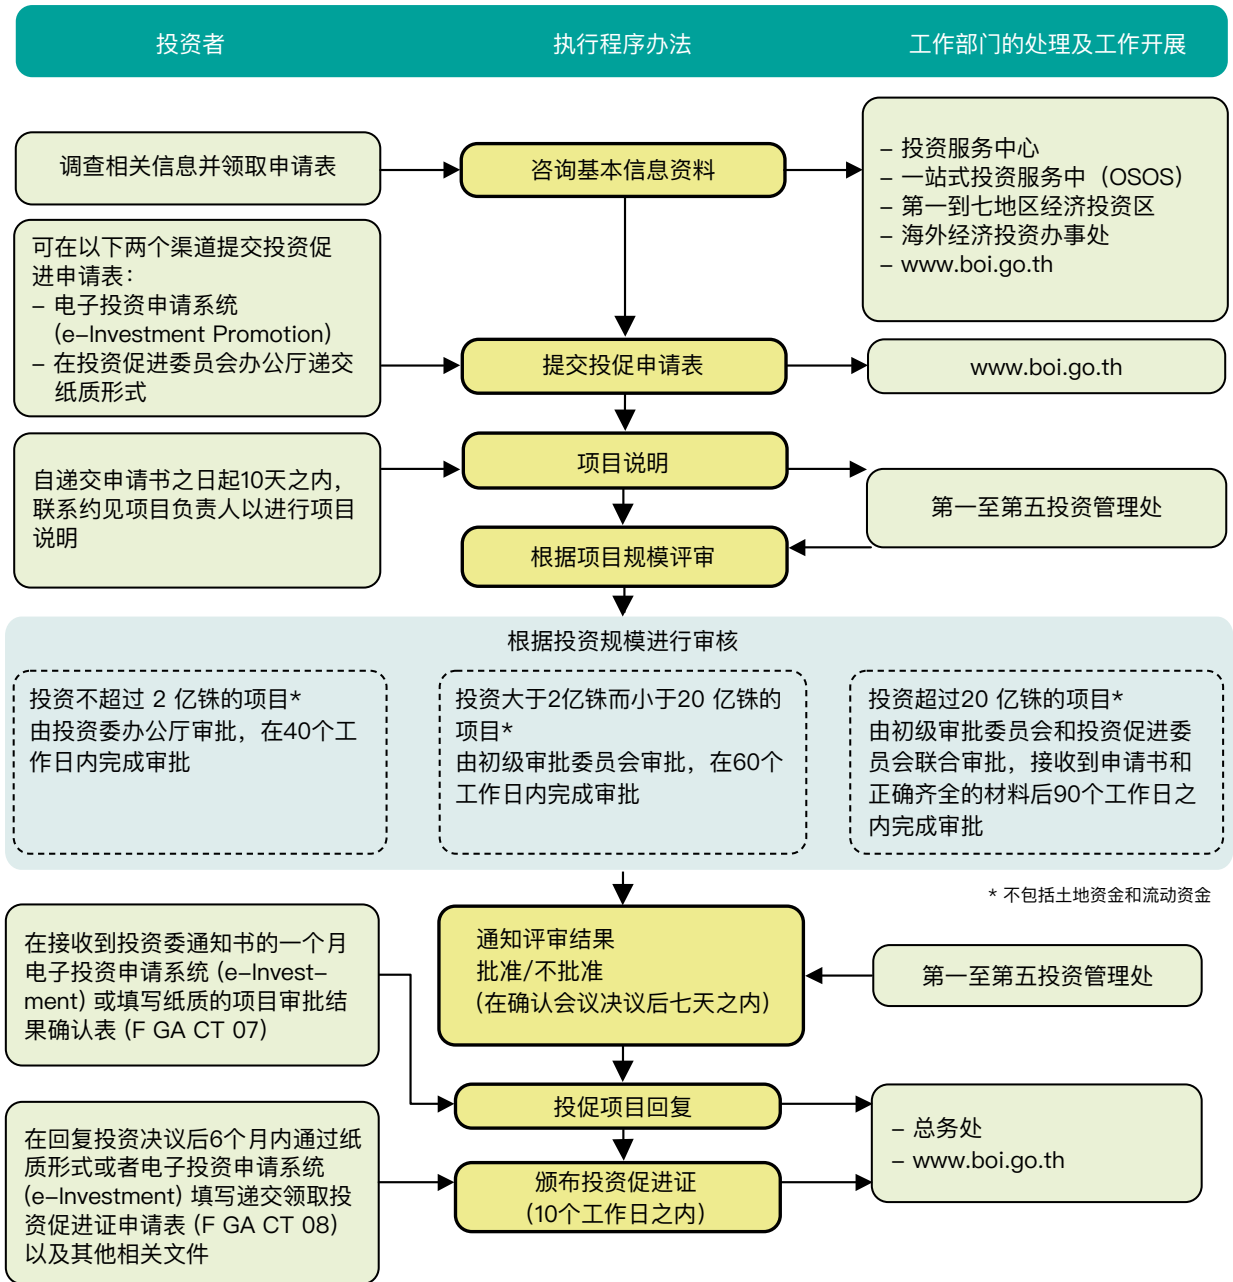 投资者
执行程序办法
工作部门的处理及工作开展
调查相关信息并领取申请表
咨询基本信息资料
– 投资服务中心
– 一站式投资服务中（OSOS）
– 第一到七地区经济投资区
– 海外经济投资办事处
– www.boi.go.th
可在以下两个渠道提交投资促
进申请表：
– 电子投资申请系统
(e–Investment Promotion)
– 在投资促进委员会办公厅递交
纸质形式
提交投促申请表
www.boi.go.th
自递交申请书之日起10天之内，
联系约见项目负责人以进行项目
说明
项目说明
第一至第五投资管理处
根据项目规模评审
根据投资规模进行审核
投资不超过 2 亿铢的项目*
由投资委办公厅审批，在40个工
作日内完成审批
投资大于2亿铢而小于20 亿铢的
项目*
由初级审批委员会审批，在60个
工作日内完成审批
投资超过20 亿铢的项目*
由初级审批委员会和投资促进委
员会联合审批，接收到申请书和
正确齐全的材料后90个工作日之
内完成审批
* 不包括土地资金和流动资金
在接收到投资委通知书的一个月
电子投资申请系统 (e–Invest–
ment) 或填写纸质的项目审批结
果确认表 (F GA CT 07)
通知评审结果
批准/不批准
(在确认会议决议后七天之内)
第一至第五投资管理处
投促项目回复
– 总务处
– www.boi.go.th
在回复投资决议后6个月内通过纸
质形式或者电子投资申请系统
(e–Investment) 填写递交领取投
资促进证申请表 (F GA CT 08)
以及其他相关文件
颁布投资促进证
(10个工作日之内)